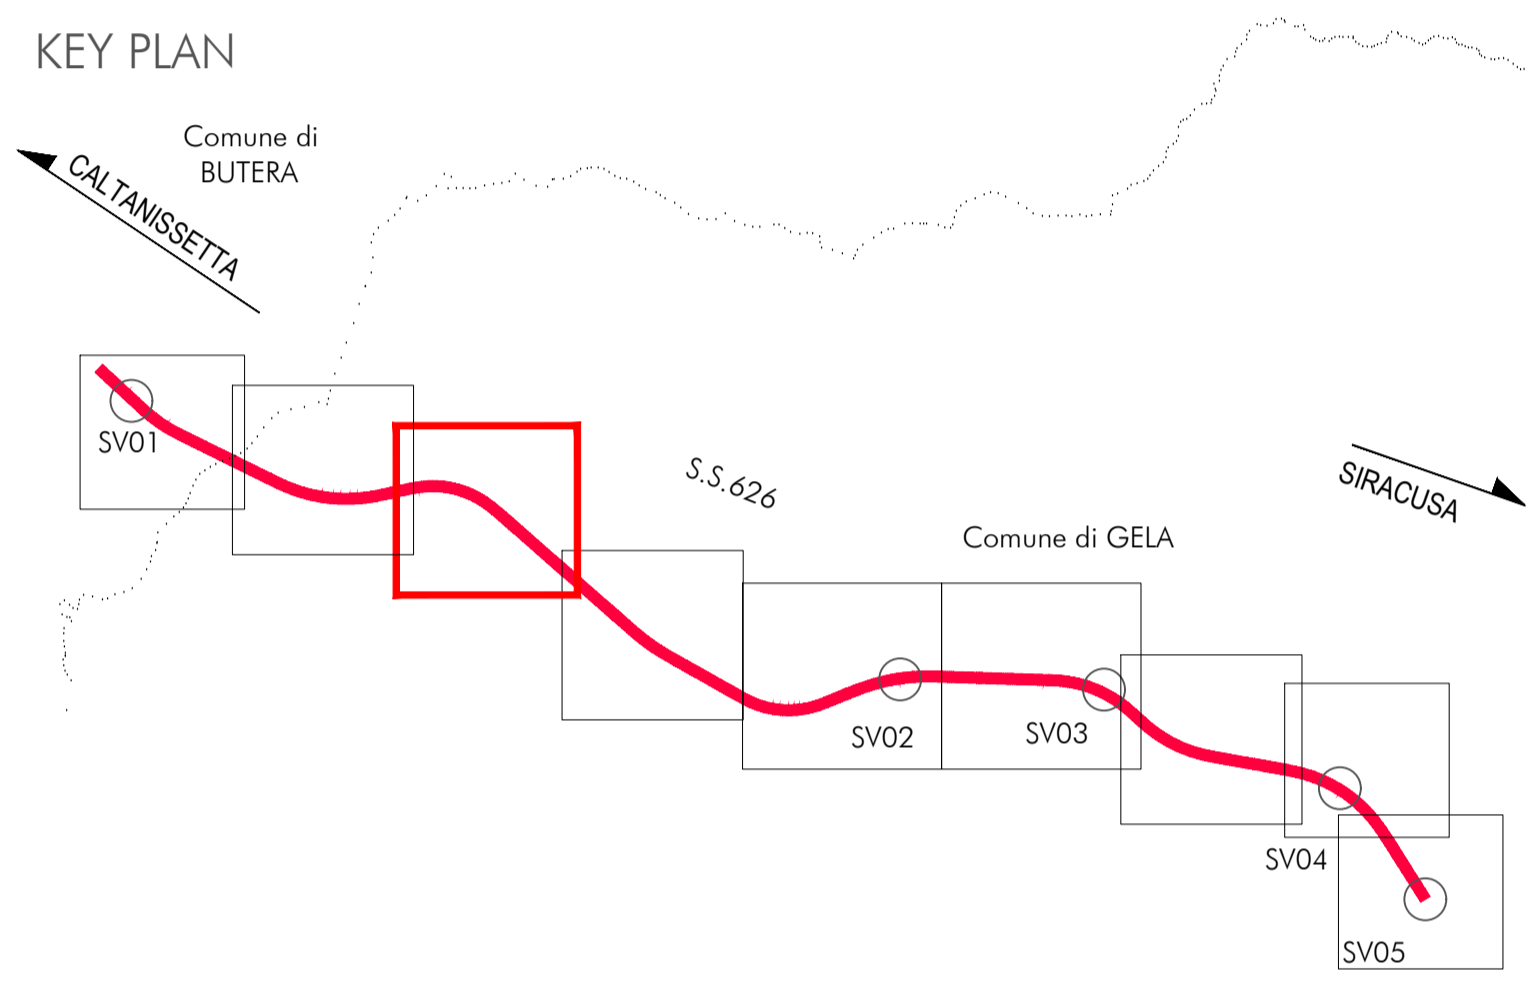 KEY PLAN
Comune di
BUTERA
CALTANISSETTA
SV01
S.S.626
SIRACUSA
Comune di GELA
SV02
SV03
SV04
SV05